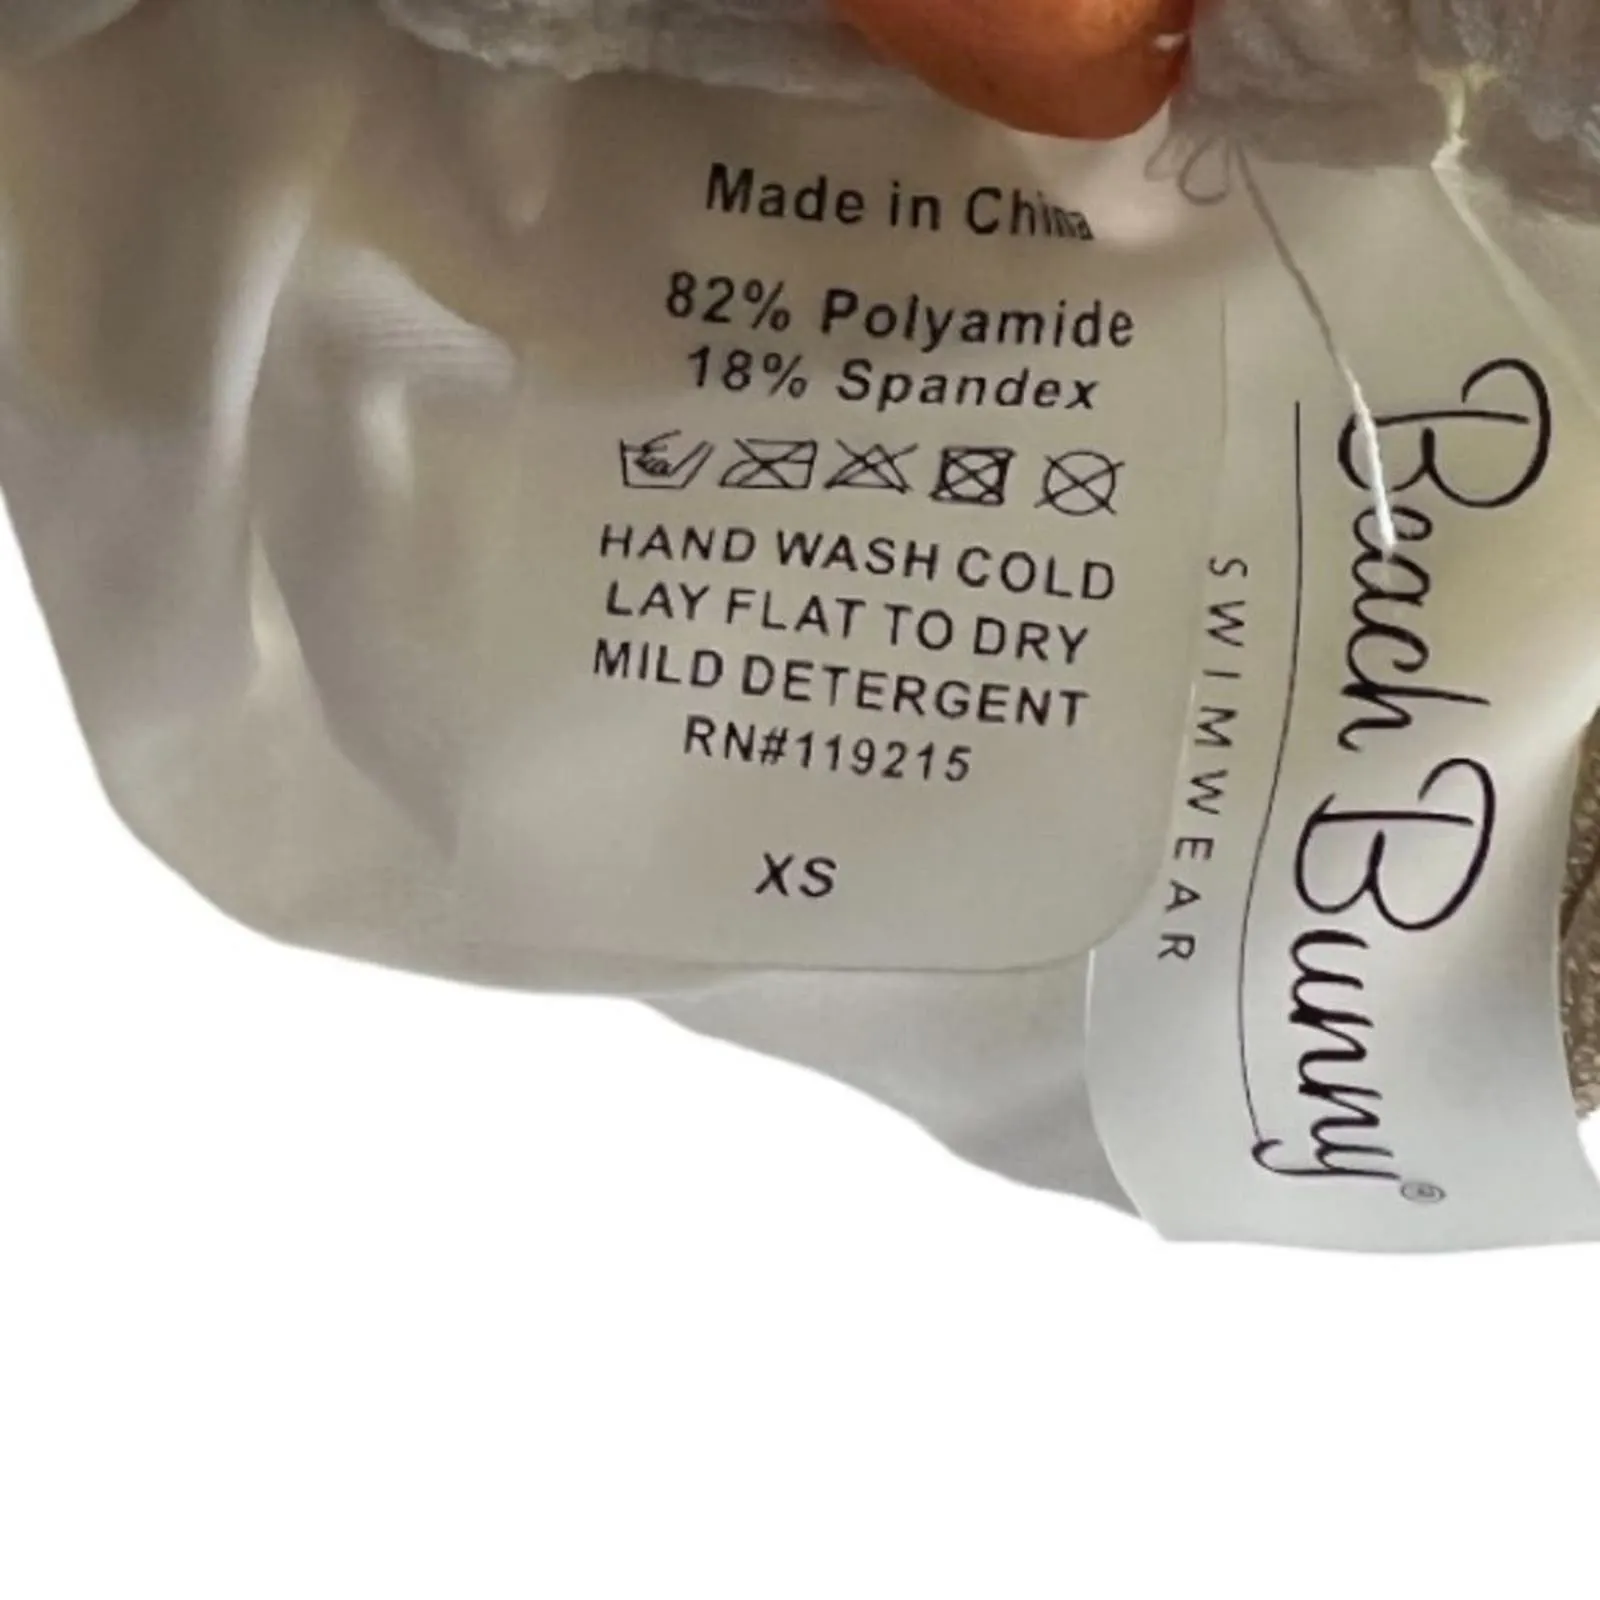 Made in China
82% Polyamide
18% Spandex
HAND WASH COLD
LAY FLAT TO DRY
MILD DETERGENT
RN#119215
XS
Beach Bunny®
SWIMWEAR